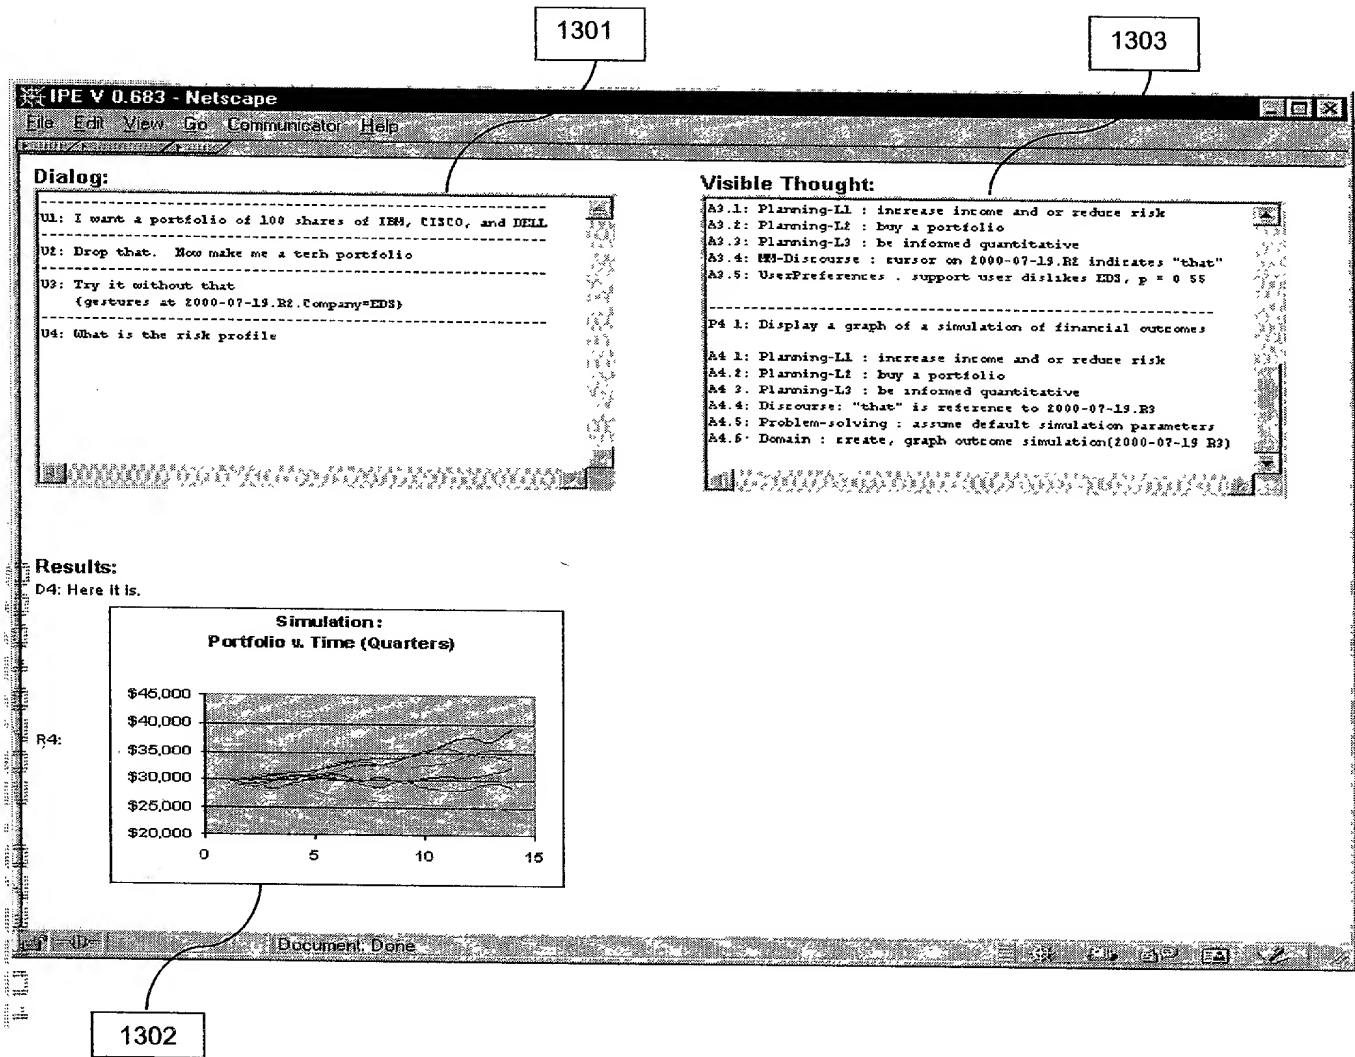 1301
1303
IPE V 0.683 - Netscape
File Edit View Go Communicator Help
Dialog:
U1: I want a portfolio of 100 shares of IBM, CISCO, and DELL
U2: Drop that. Now make me a tech portfolio
U3: Try it without that
{gestures at 2000-07-19.R2.Company=EDS}
U4: What is the risk profile
Visible Thought:
A3.1: Planning-L1 : increase income and or reduce risk
A3.2: Planning-L2 : buy a portfolio
A3.3: Planning-L3 : be informed quantitative
A3.4: MM-Discourse : cursor on 2000-07-19.R2 indicates "that"
A3.5: UserPreferences . support user dislikes EDS, p = 0 55
P4 1: Display a graph of a simulation of financial outcomes
A4 1: Planning-L1 : increase income and or reduce risk
A4.2: Planning-L2 : buy a portfolio
A4 3. Planning-L3 : be informed quantitative
A4.4: Discourse: "that" is reference to 2000-07-19.R3
A4.5: Problem-solving : assume default simulation parameters
A4.6· Domain : create, graph outcome simulation(2000-07-19 R3)
Results:
D4: Here it is.
Simulation:
Portfolio v. Time (Quarters)
$45,000
$40,000
R4:
$35,000
$30,000
$25,000
$20,000
0 5 10 15
Document: Done
1302